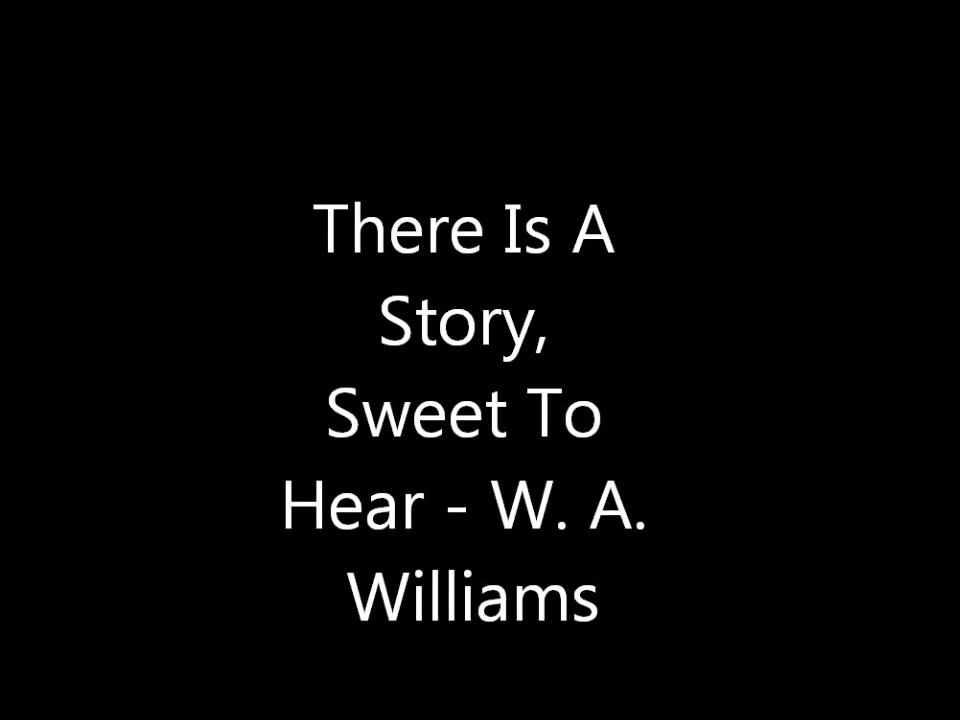 There Is A
Story,
Sweet To
Hear - W. A.
Williams